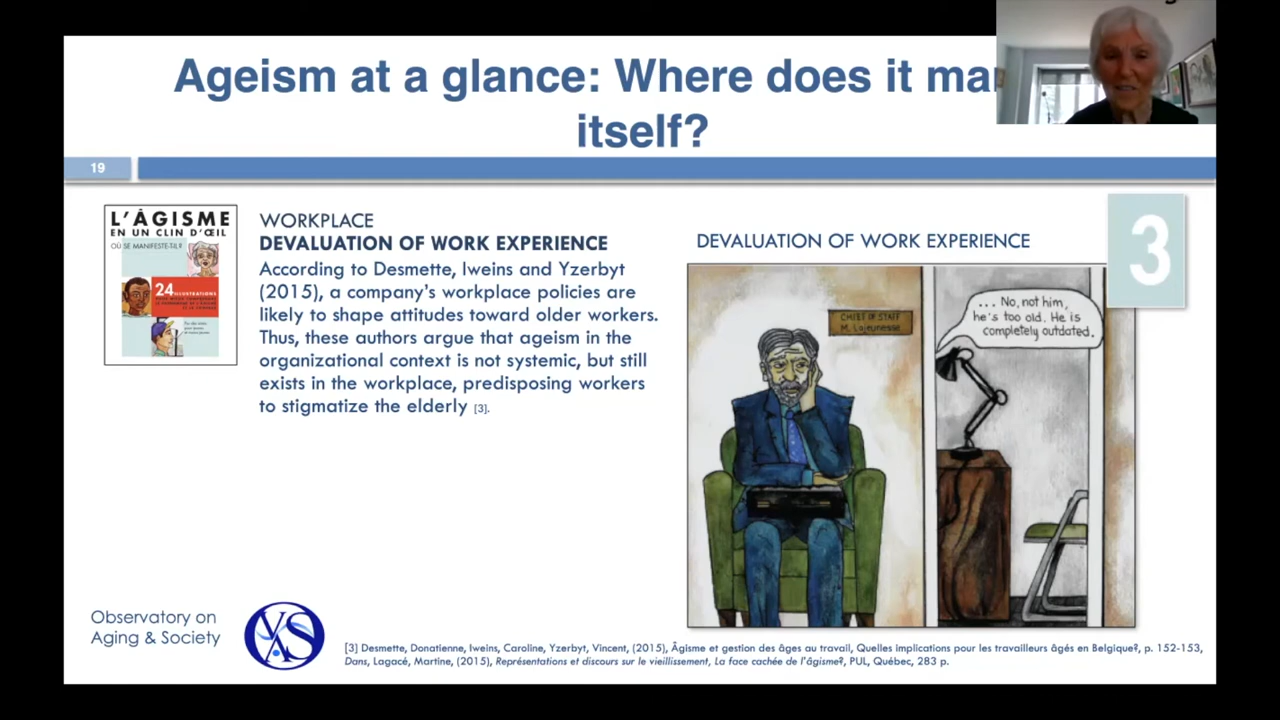 Ageism at a glance: Where does it ma
itself?
19
L'ÂGISME
EN UN CLIN D'ŒIL
OÙ SE MANIFESTE-T-IL?
24 ILLUSTRATIONS
WORKPLACE
DEVALUATION OF WORK EXPERIENCE
According to Desmette, Iweins and Yzerbyt
(2015), a company's workplace policies are
likely to shape attitudes toward older workers.
Thus, these authors argue that ageism in the
organizational context is not systemic, but still
exists in the workplace, predisposing workers
to stigmatize the elderly [3].
DEVALUATION OF WORK EXPERIENCE
3
CHIEF OF STAFF
M. Lajeunesse
... No, not him,
he's too old. He is
completely outdated.
Observatory on
Aging & Society
[3] Desmette, Donatienne, Iweins, Caroline, Yzerbyt, Vincent, (2015), Âgisme et gestion des âges au travail, Quelles implications pour les travailleurs âgés en Belgique?, p. 152-153,
Dans, Lagacé, Martine, (2015), Représentations et discours sur le vieillissement, La face cachée de l'âgisme?, PUL, Québec, 283 p.